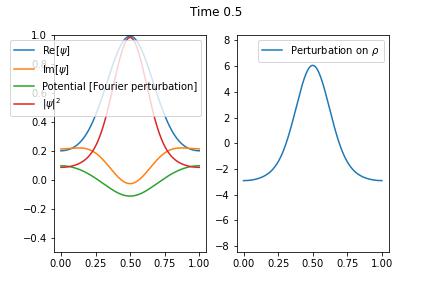 Time 0.5
1.0
0.8
0.6
0.4
0.2
0.0
−0.2
−0.4
Re[ψ]
Im[ψ]
Potential [Fourier perturbation]
|ψ|²
0.00 0.25 0.50 0.75 1.00
8
6
4
2
0
−2
−4
−6
−8
Perturbation on ρ
0.00 0.25 0.50 0.75 1.00